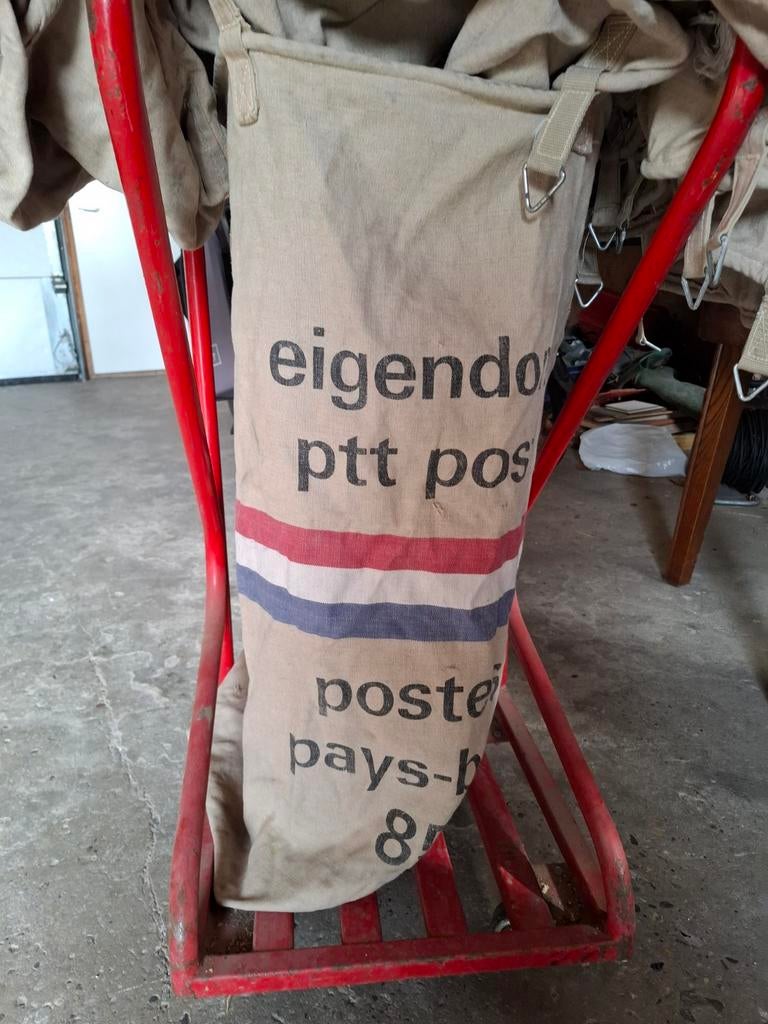 eigendo
ptt pos
poste
pays-b
8